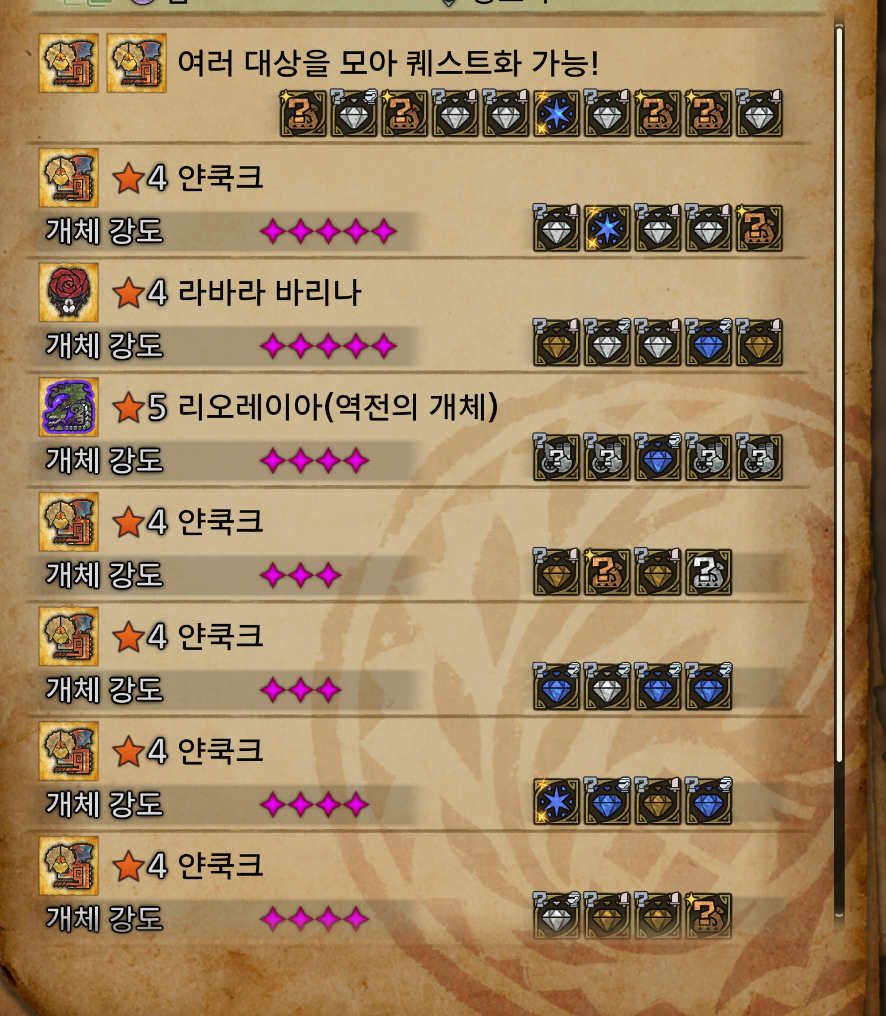 여러 대상을 모아 퀘스트화 가능!
★4 얀쿡크
개체 강도
★4 라바라 바리나
개체 강도
★5 리오레이아(역전의 개체)
개체 강도
★4 얀쿡크
개체 강도
★4 얀쿡크
개체 강도
★4 얀쿡크
개체 강도
★4 얀쿡크
개체 강도